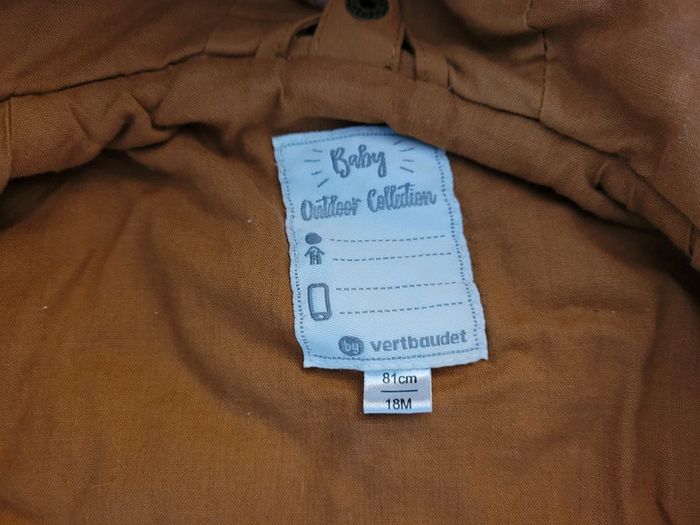 Baby
Outdoor Collection
by vertbaudet
81cm
18M